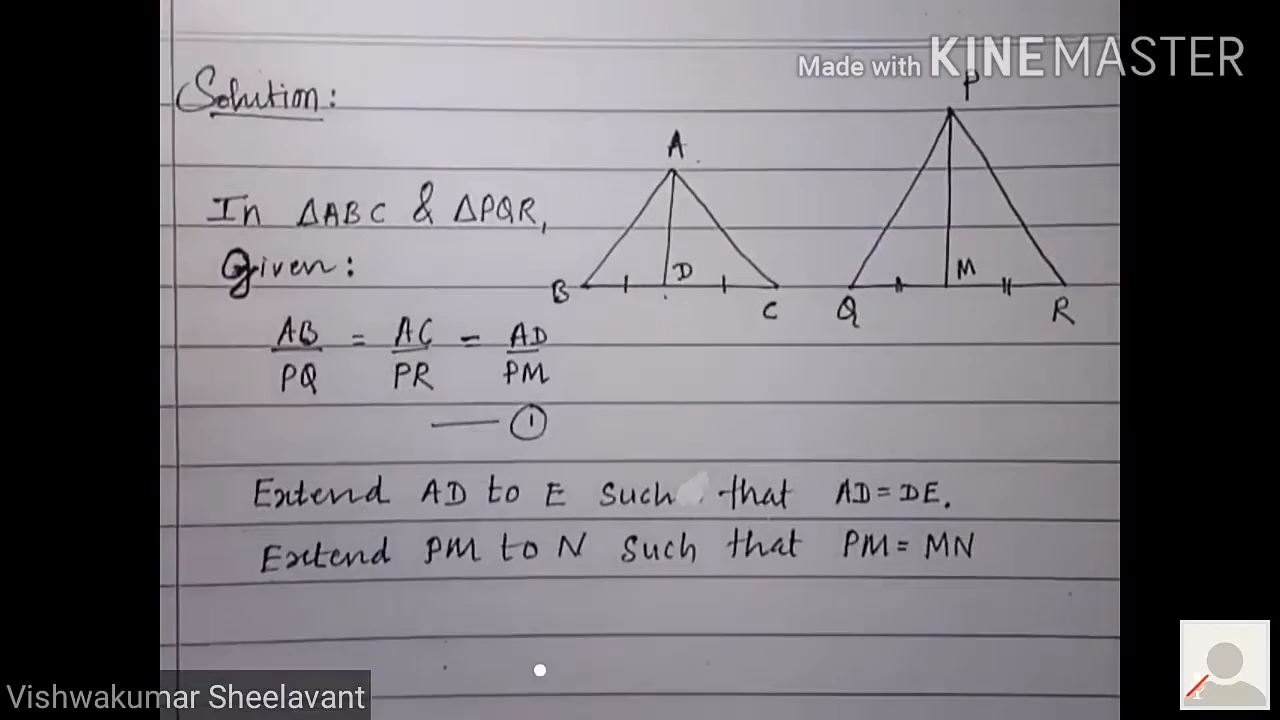 Made with KINEMASTER
Solution:
P
A
In ΔABC & ΔPQR,
Given:
D
M
B
C
Q
R
AB/PQ = AC/PR = AD/PM
— ①
Extend AD to E such that AD = DE.
Extend PM to N such that PM = MN
Vishwakumar Sheelavant